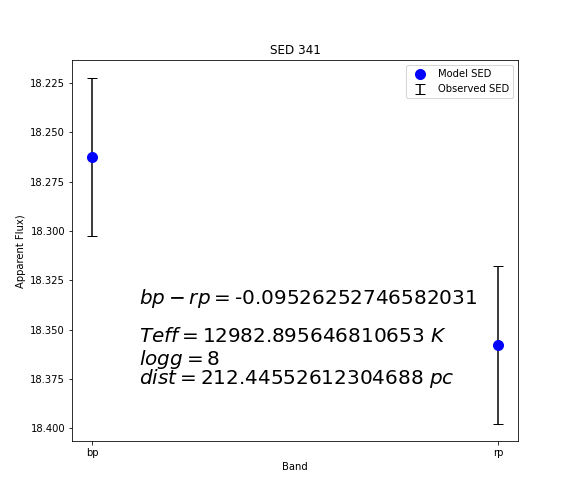 SED 341
Model SED
Observed SED
18.225
18.250
18.275
18.300
18.325
18.350
18.375
18.400
Apparent Flux)
bp − rp = -0.09526252746582031
Teff = 12982.895646810653 K
logg = 8
dist = 212.44552612304688 pc
bp
rp
Band